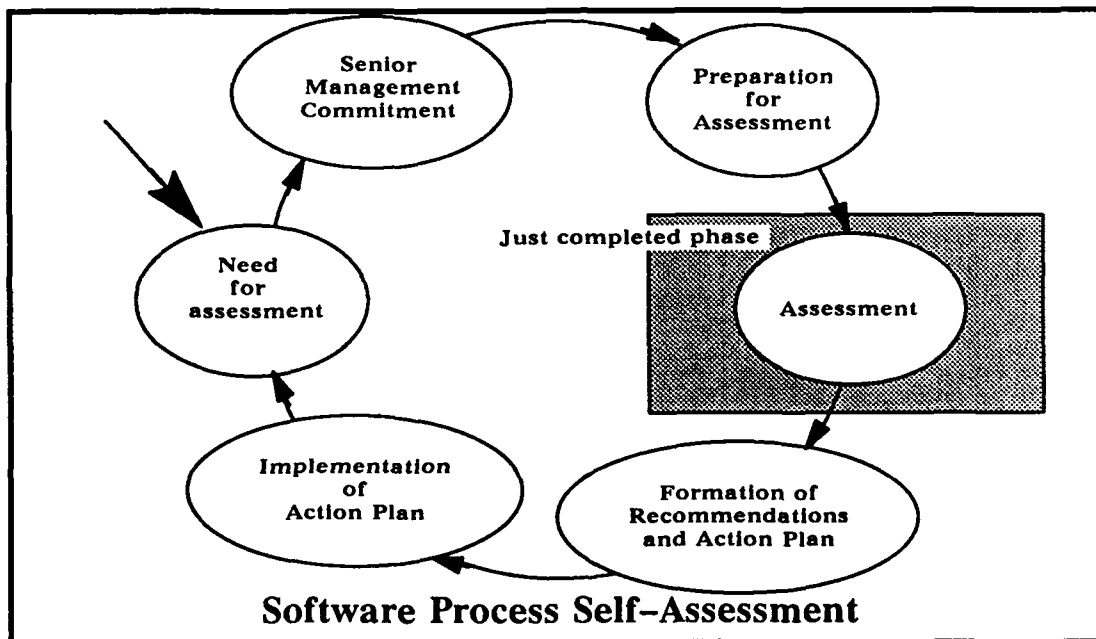 Senior
Management
Commitment
Preparation
for
Assessment
Just completed phase
Need
for
assessment
Assessment
Implementation
of
Action Plan
Formation of
Recommendations
and Action Plan
Software Process Self-Assessment